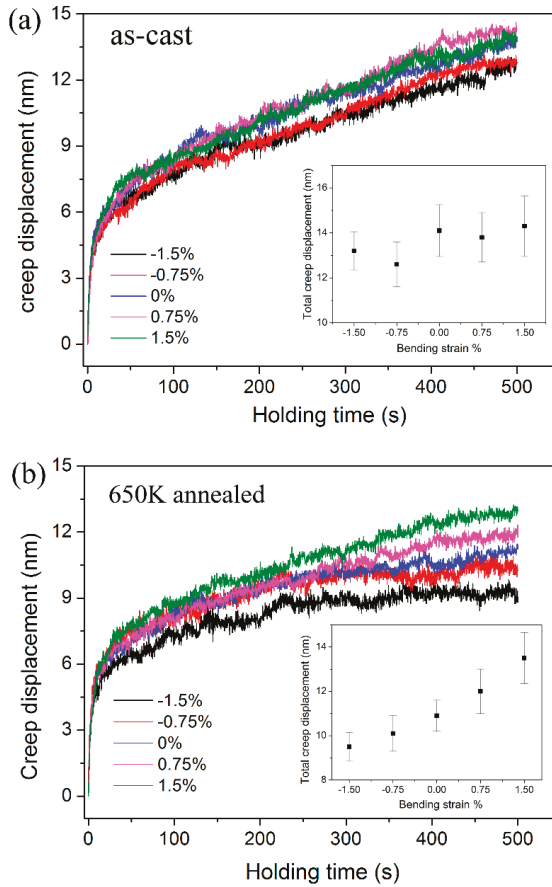 (a)
as-cast
creep displacement (nm)
15
12
9
6
3
0
-1.5%
-0.75%
0%
0.75%
1.5%
Total creep displacement (nm)
16
14
12
10
-1.50 -0.75 0.00 0.75 1.50
Bending strain %
0 100 200 300 400 500
Holding time (s)
(b)
650K annealed
Creep displacement (nm)
15
12
9
6
3
0
-1.5%
-0.75%
0%
0.75%
1.5%
Total creep displacement (nm)
14
12
10
8
-1.50 -0.75 0.00 0.75 1.50
Bending strain %
0 100 200 300 400 500
Holding time (s)